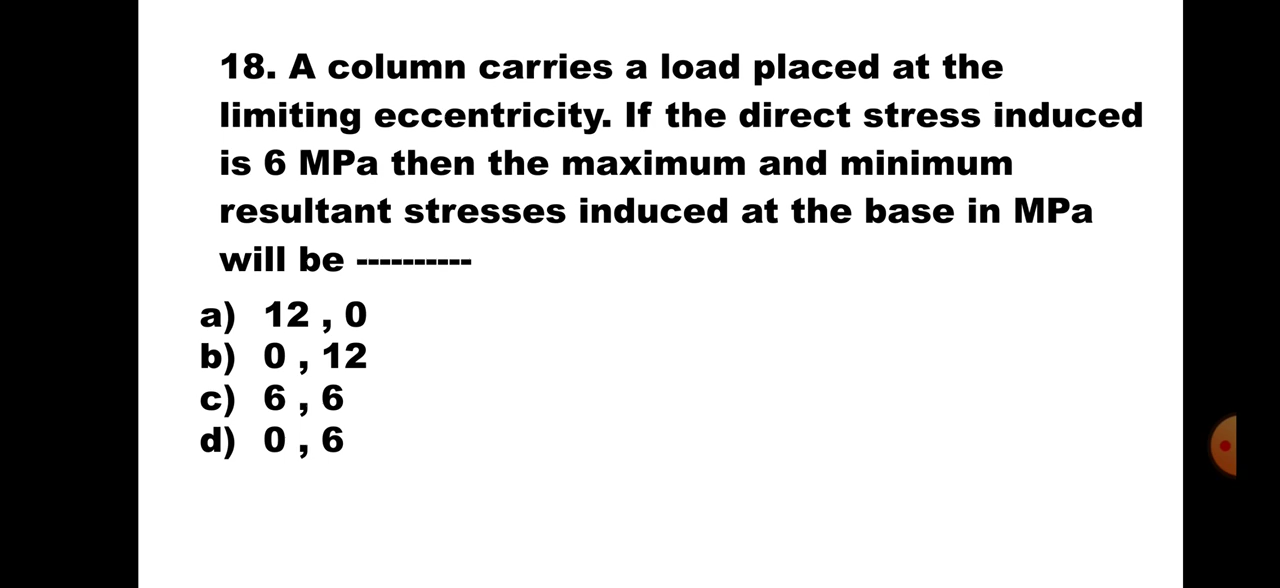 18. A column carries a load placed at the
limiting eccentricity. If the direct stress induced
is 6 MPa then the maximum and minimum
resultant stresses induced at the base in MPa
will be ----------
a) 12 , 0
b) 0 , 12
c) 6 , 6
d) 0 , 6